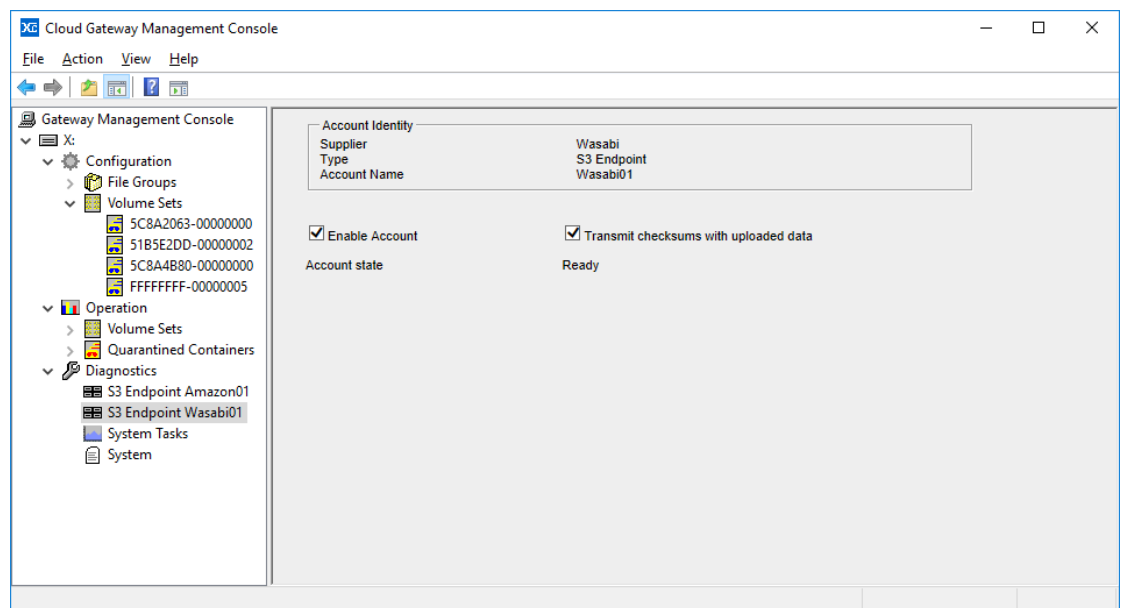 XG Cloud Gateway Management Console
File Action View Help
Gateway Management Console
X:
Configuration
File Groups
Volume Sets
5C8A2063-00000000
51B5E2DD-00000002
5C8A4B80-00000000
FFFFFFFF-00000005
Operation
Volume Sets
Quarantined Containers
Diagnostics
S3 Endpoint Amazon01
S3 Endpoint Wasabi01
System Tasks
System
Account Identity
Supplier Wasabi
Type S3 Endpoint
Account Name Wasabi01
Enable Account Transmit checksums with uploaded data
Account state Ready